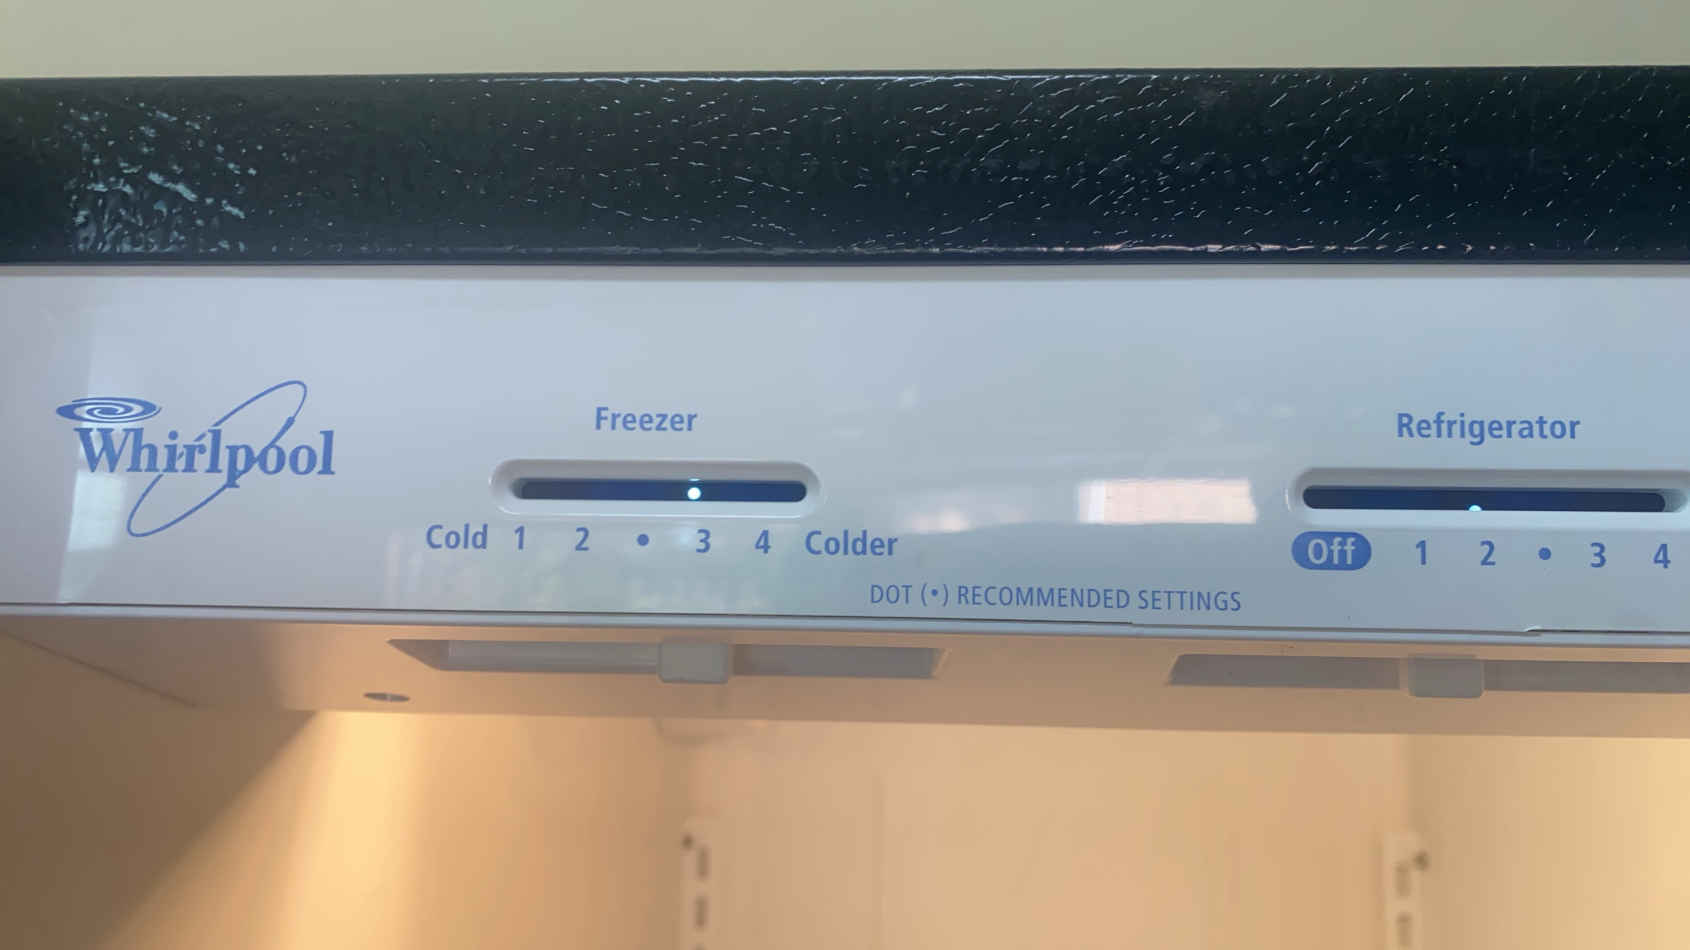 Whirlpool
Freezer
Cold 1 2 • 3 4 Colder
Refrigerator
Off 1 2 • 3 4
DOT (•) RECOMMENDED SETTINGS